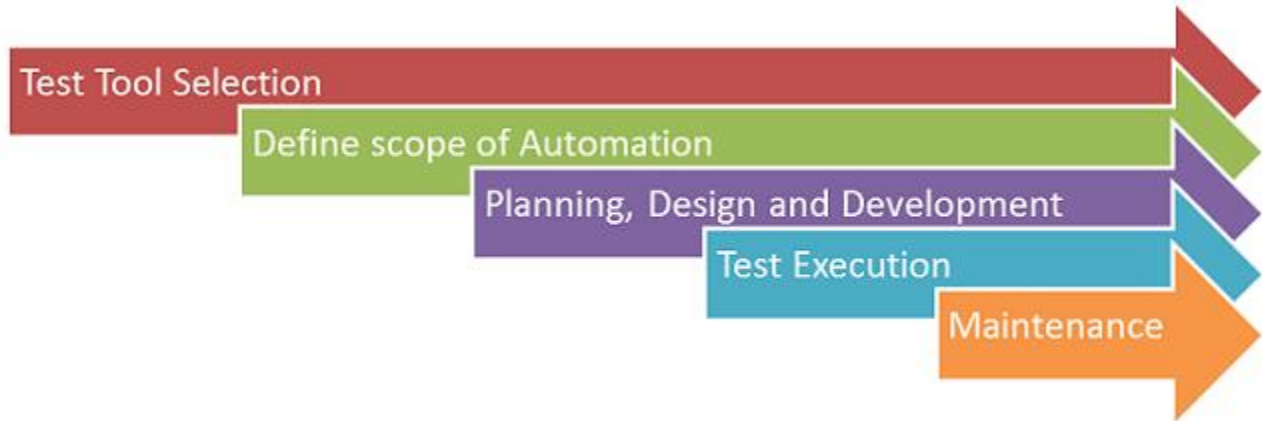 Test Tool Selection
Define scope of Automation
Planning, Design and Development
Test Execution
Maintenance